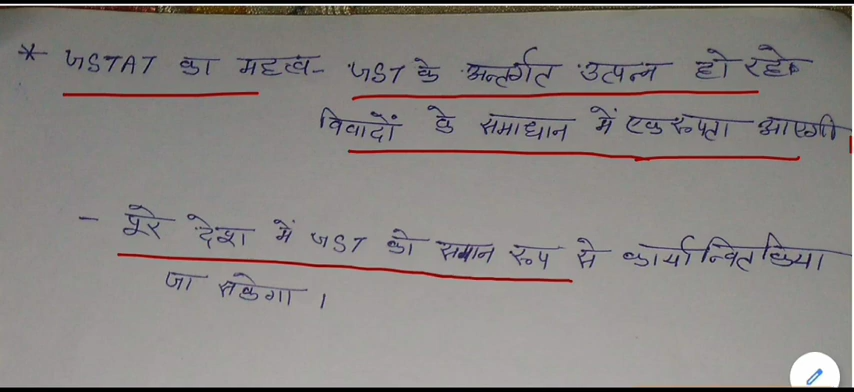 * GSTAT का महत्व - GST के अन्तर्गत उत्पन्न हो रहे
विवादों के समाधान में एकरूपता आएगी
- पूरे देश में GST को समान रूप से कार्यान्वित किया
जा सकेगा।